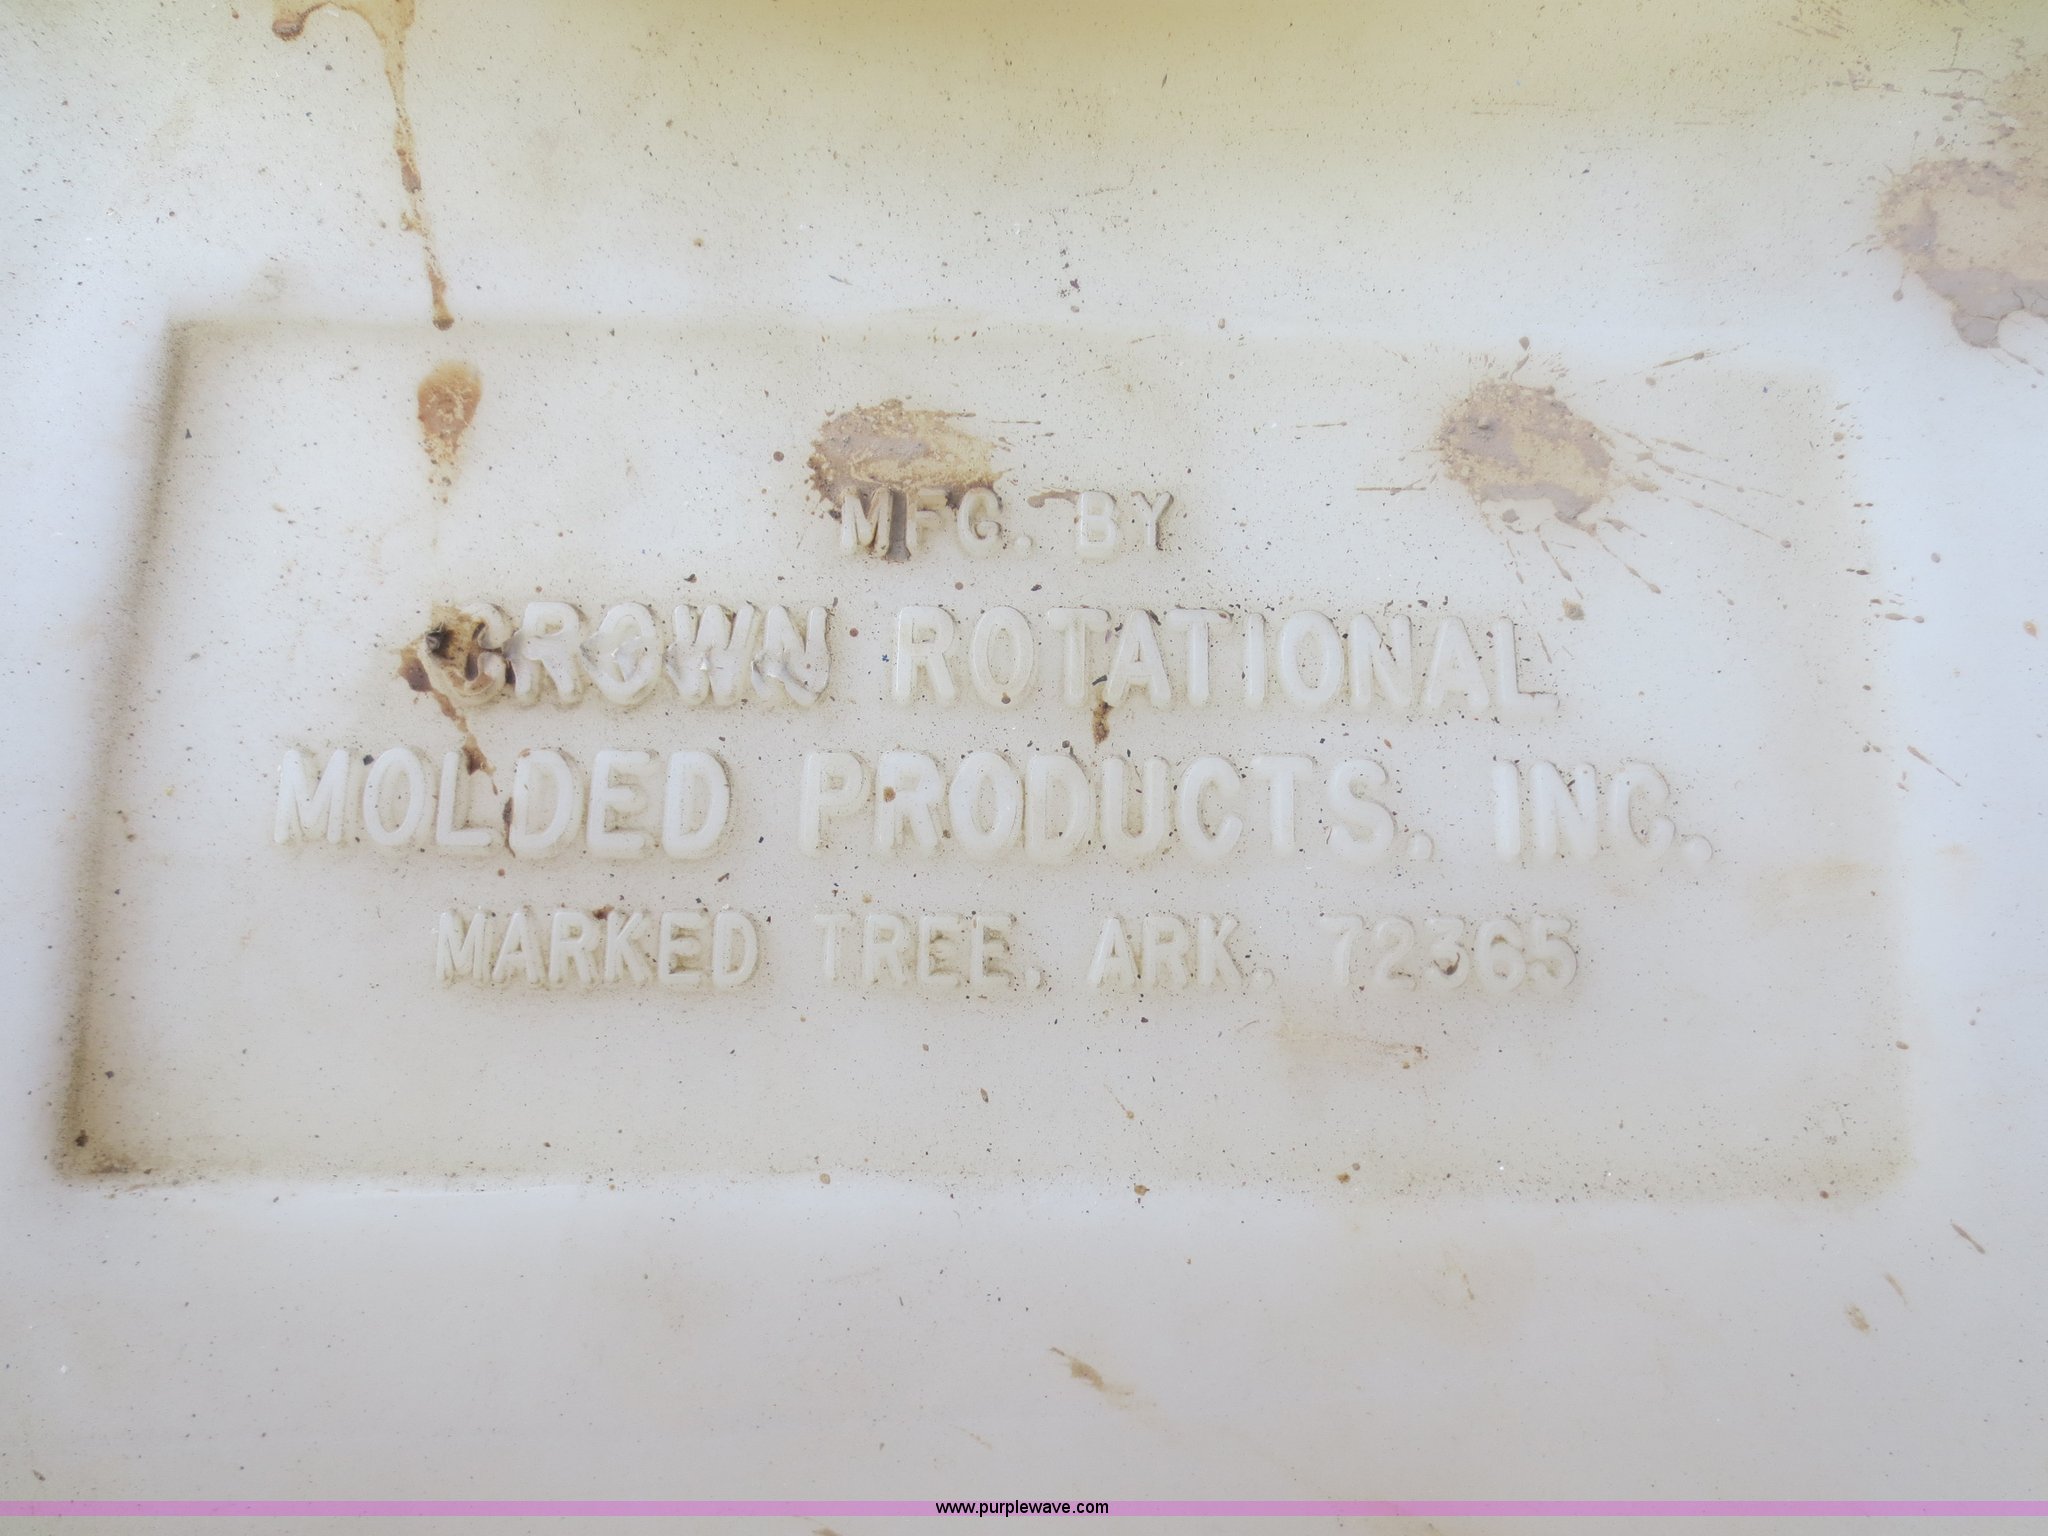 MFG. BY
CROWN ROTATIONAL
MOLDED PRODUCTS, INC.
MARKED TREE, ARK. 72365
www.purplewave.com